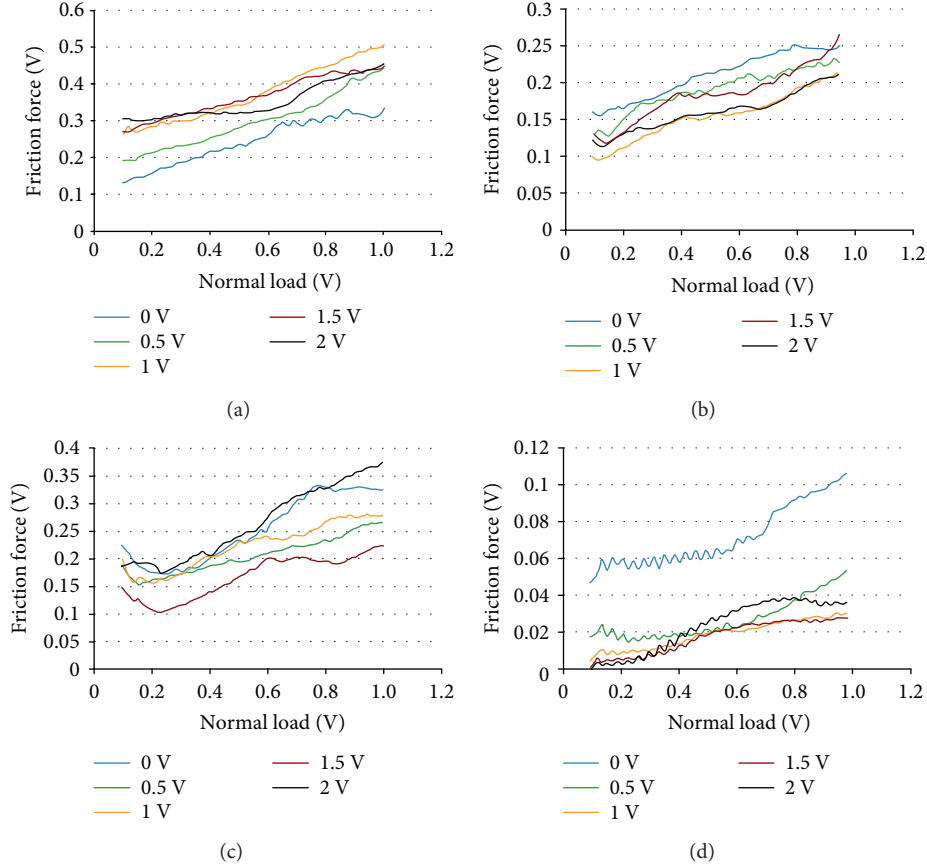 0.6
0.5
0.4
0.3
0.2
0.1
0
0 0.2 0.4 0.6 0.8 1.0 1.2
Friction force (V)
Normal load (V)
0 V
0.5 V
1 V
1.5 V
2 V
(a)
0.3
0.25
0.2
0.15
0.1
0.05
0
0 0.2 0.4 0.6 0.8 1.0 1.2
Friction force (V)
Normal load (V)
0 V
0.5 V
1 V
1.5 V
2 V
(b)
0.4
0.35
0.3
0.25
0.2
0.15
0.1
0.05
0
0 0.2 0.4 0.6 0.8 1.0 1.2
Friction force (V)
Normal load (V)
0 V
0.5 V
1 V
1.5 V
2 V
(c)
0.12
0.1
0.08
0.06
0.04
0.02
0
0 0.2 0.4 0.6 0.8 1.0 1.2
Friction force (V)
Normal load (V)
0 V
0.5 V
1 V
1.5 V
2 V
(d)